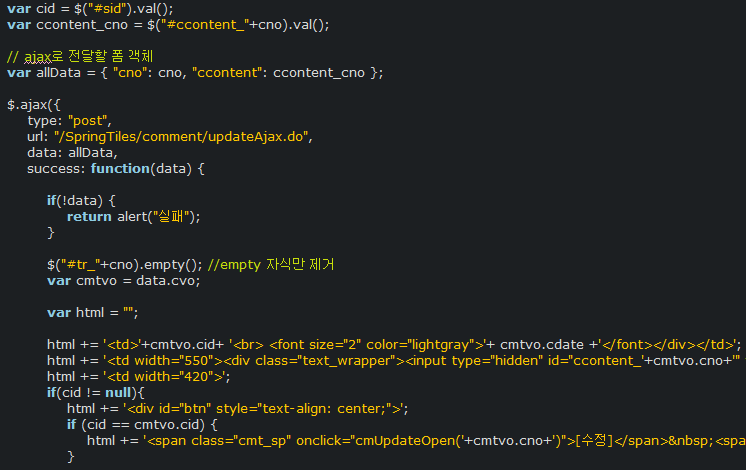 var cid = $("#sid").val();
var ccontent_cno = $("#ccontent_"+cno).val();
// ajax로 전달할 폼 객체
var allData = { "cno": cno, "ccontent": ccontent_cno };
$.ajax({
type: "post",
url: "/SpringTiles/comment/updateAjax.do",
data: allData,
success: function(data) {
if(!data) {
return alert("실패");
}
$("#tr_"+cno).empty(); //empty 자식만 제거
var cmtvo = data.cvo;
var html = "";
html += '<td>'+cmtvo.cid+ '<br> <font size="2" color="lightgray">'+ cmtvo.cdate +'</font></div></td>';
html += '<td width="550"><div class="text_wrapper"><input type="hidden" id="ccontent_'+cmtvo.cno+'"
html += '<td width="420">';
if(cid != null){
html += '<div id="btn" style="text-align: center;">';
if (cid == cmtvo.cid) {
html += '<span class="cmt_sp" onclick="cmUpdateOpen('+cmtvo.cno+')">[수정]</span>&nbsp;<spa
}